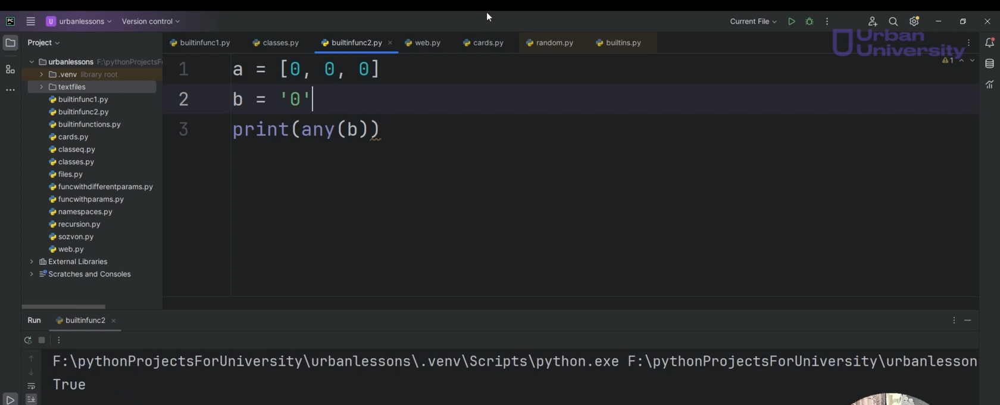 PC
U urbanlessons Version control Current File
Urban
University
Project builtinfunc1.py classes.py builtinfunc2.py web.py cards.py random.py builtins.py
urbanlessons F:\pythonProjectsF
.venv library root
textfiles
builtinfunc1.py
builtinfunc2.py
builtinfunctions.py
cards.py
classeq.py
classes.py
files.py
funcwithdifferentparams.py
funcwithparams.py
namespaces.py
recursion.py
sozvon.py
web.py
External Libraries
Scratches and Consoles
1 a = [0, 0, 0]
2 b = '0'
3 print(any(b))
1
Run builtinfunc2
F:\pythonProjectsForUniversity\urbanlessons\.venv\Scripts\python.exe F:\pythonProjectsForUniversity\urbanlesson
True